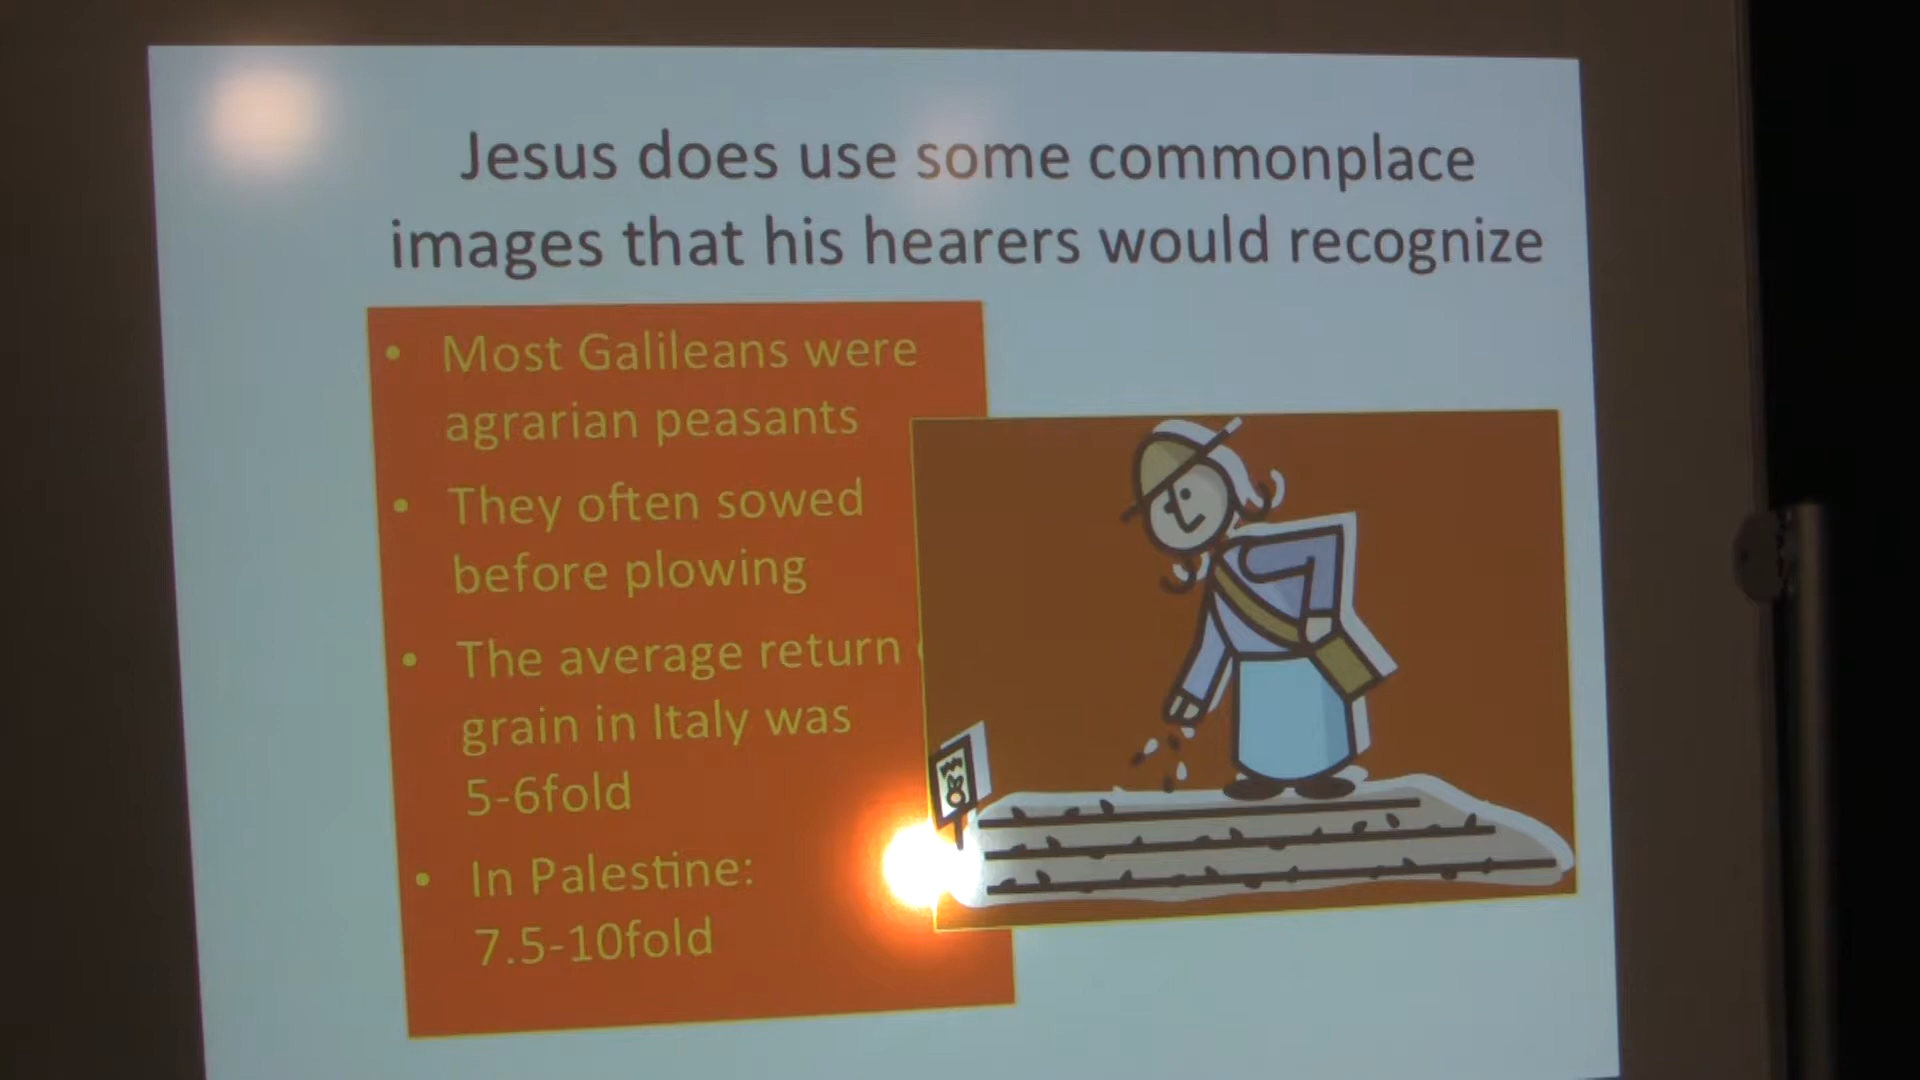 Jesus does use some commonplace
images that his hearers would recognize
• Most Galileans were
agrarian peasants
• They often sowed
before plowing
• The average return
grain in Italy was
5-6fold
• In Palestine:
7.5-10fold